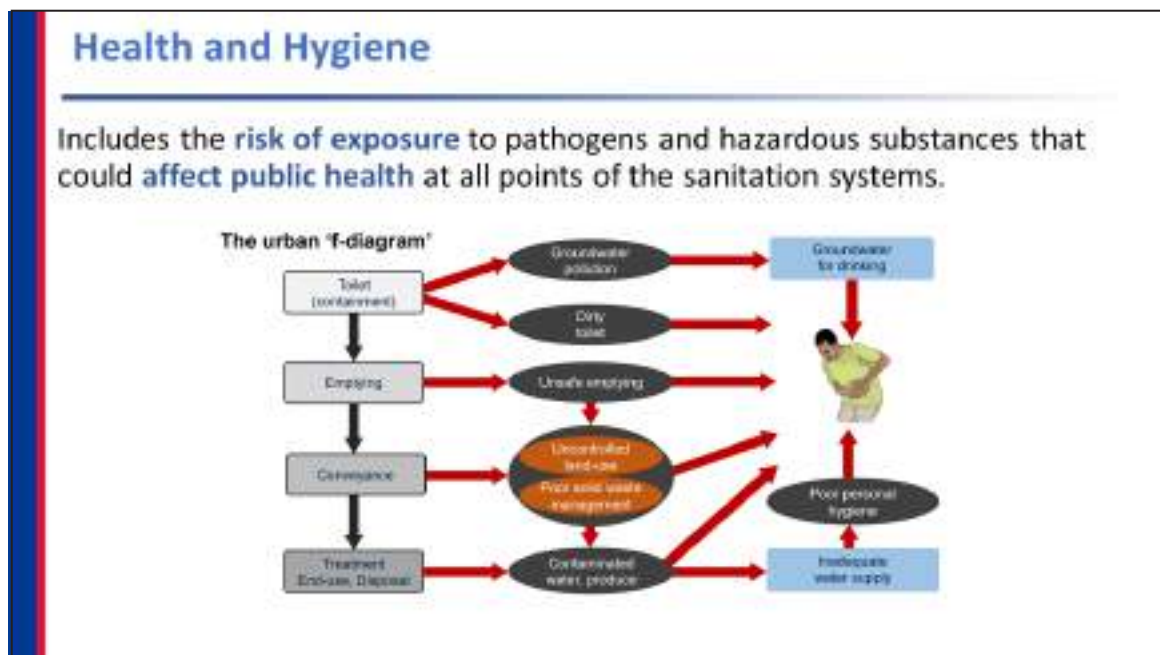 Health and Hygiene
Includes the risk of exposure to pathogens and hazardous substances that
could affect public health at all points of the sanitation systems.
The urban 'f-diagram'
Toilet
(containment)
Groundwater
pollution
Groundwater
for drinking
Dirty
toilet
Emptying
Unsafe emptying
Conveyance
Uncontrolled
land-use
Poor solid waste
management
Poor personal
hygiene
Treatment
End-use, Disposal
Contaminated
water, produce
Inadequate
water supply